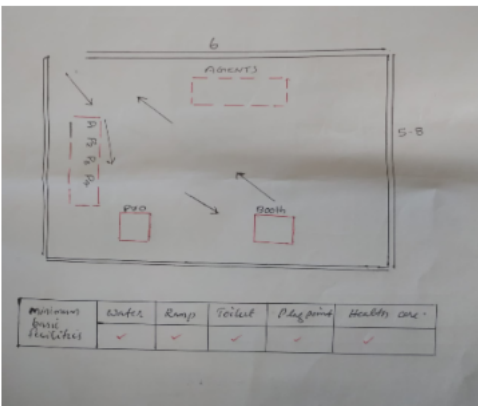 6
AGENTS
5-8
P
P₁
P₂
P₃
PRO
Booth
minimum Water Ramp Toilet Plug point Health care.
basic
facilities